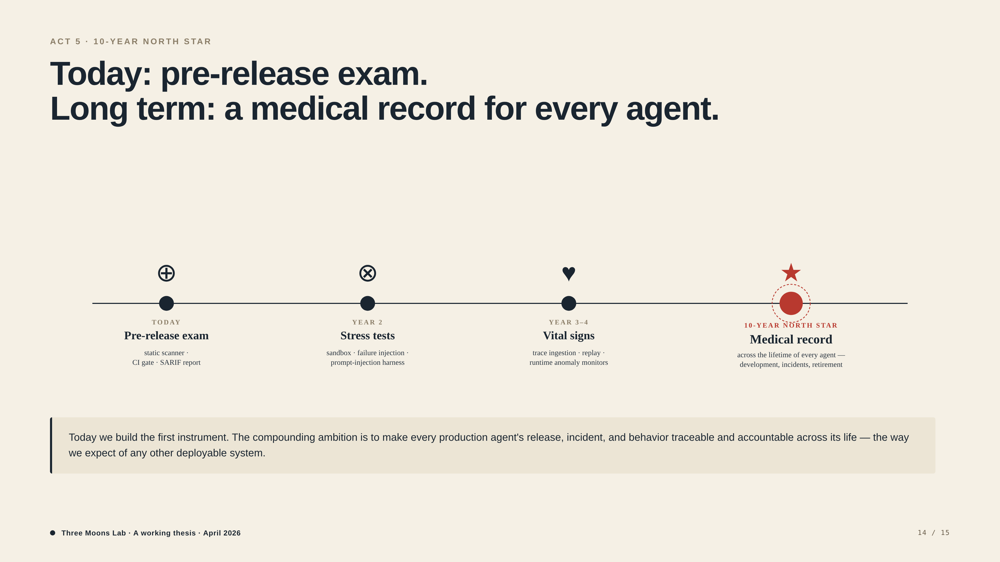 ACT 5 · 10-YEAR NORTH STAR
Today: pre-release exam.
Long term: a medical record for every agent.
TODAY
Pre-release exam
static scanner ·
CI gate · SARIF report
YEAR 2
Stress tests
sandbox · failure injection ·
prompt-injection harness
YEAR 3–4
Vital signs
trace ingestion · replay ·
runtime anomaly monitors
10-YEAR NORTH STAR
Medical record
across the lifetime of every agent —
development, incidents, retirement
Today we build the first instrument. The compounding ambition is to make every production agent's release, incident, and behavior traceable and accountable across its life — the way
we expect of any other deployable system.
Three Moons Lab · A working thesis · April 2026
14 / 15